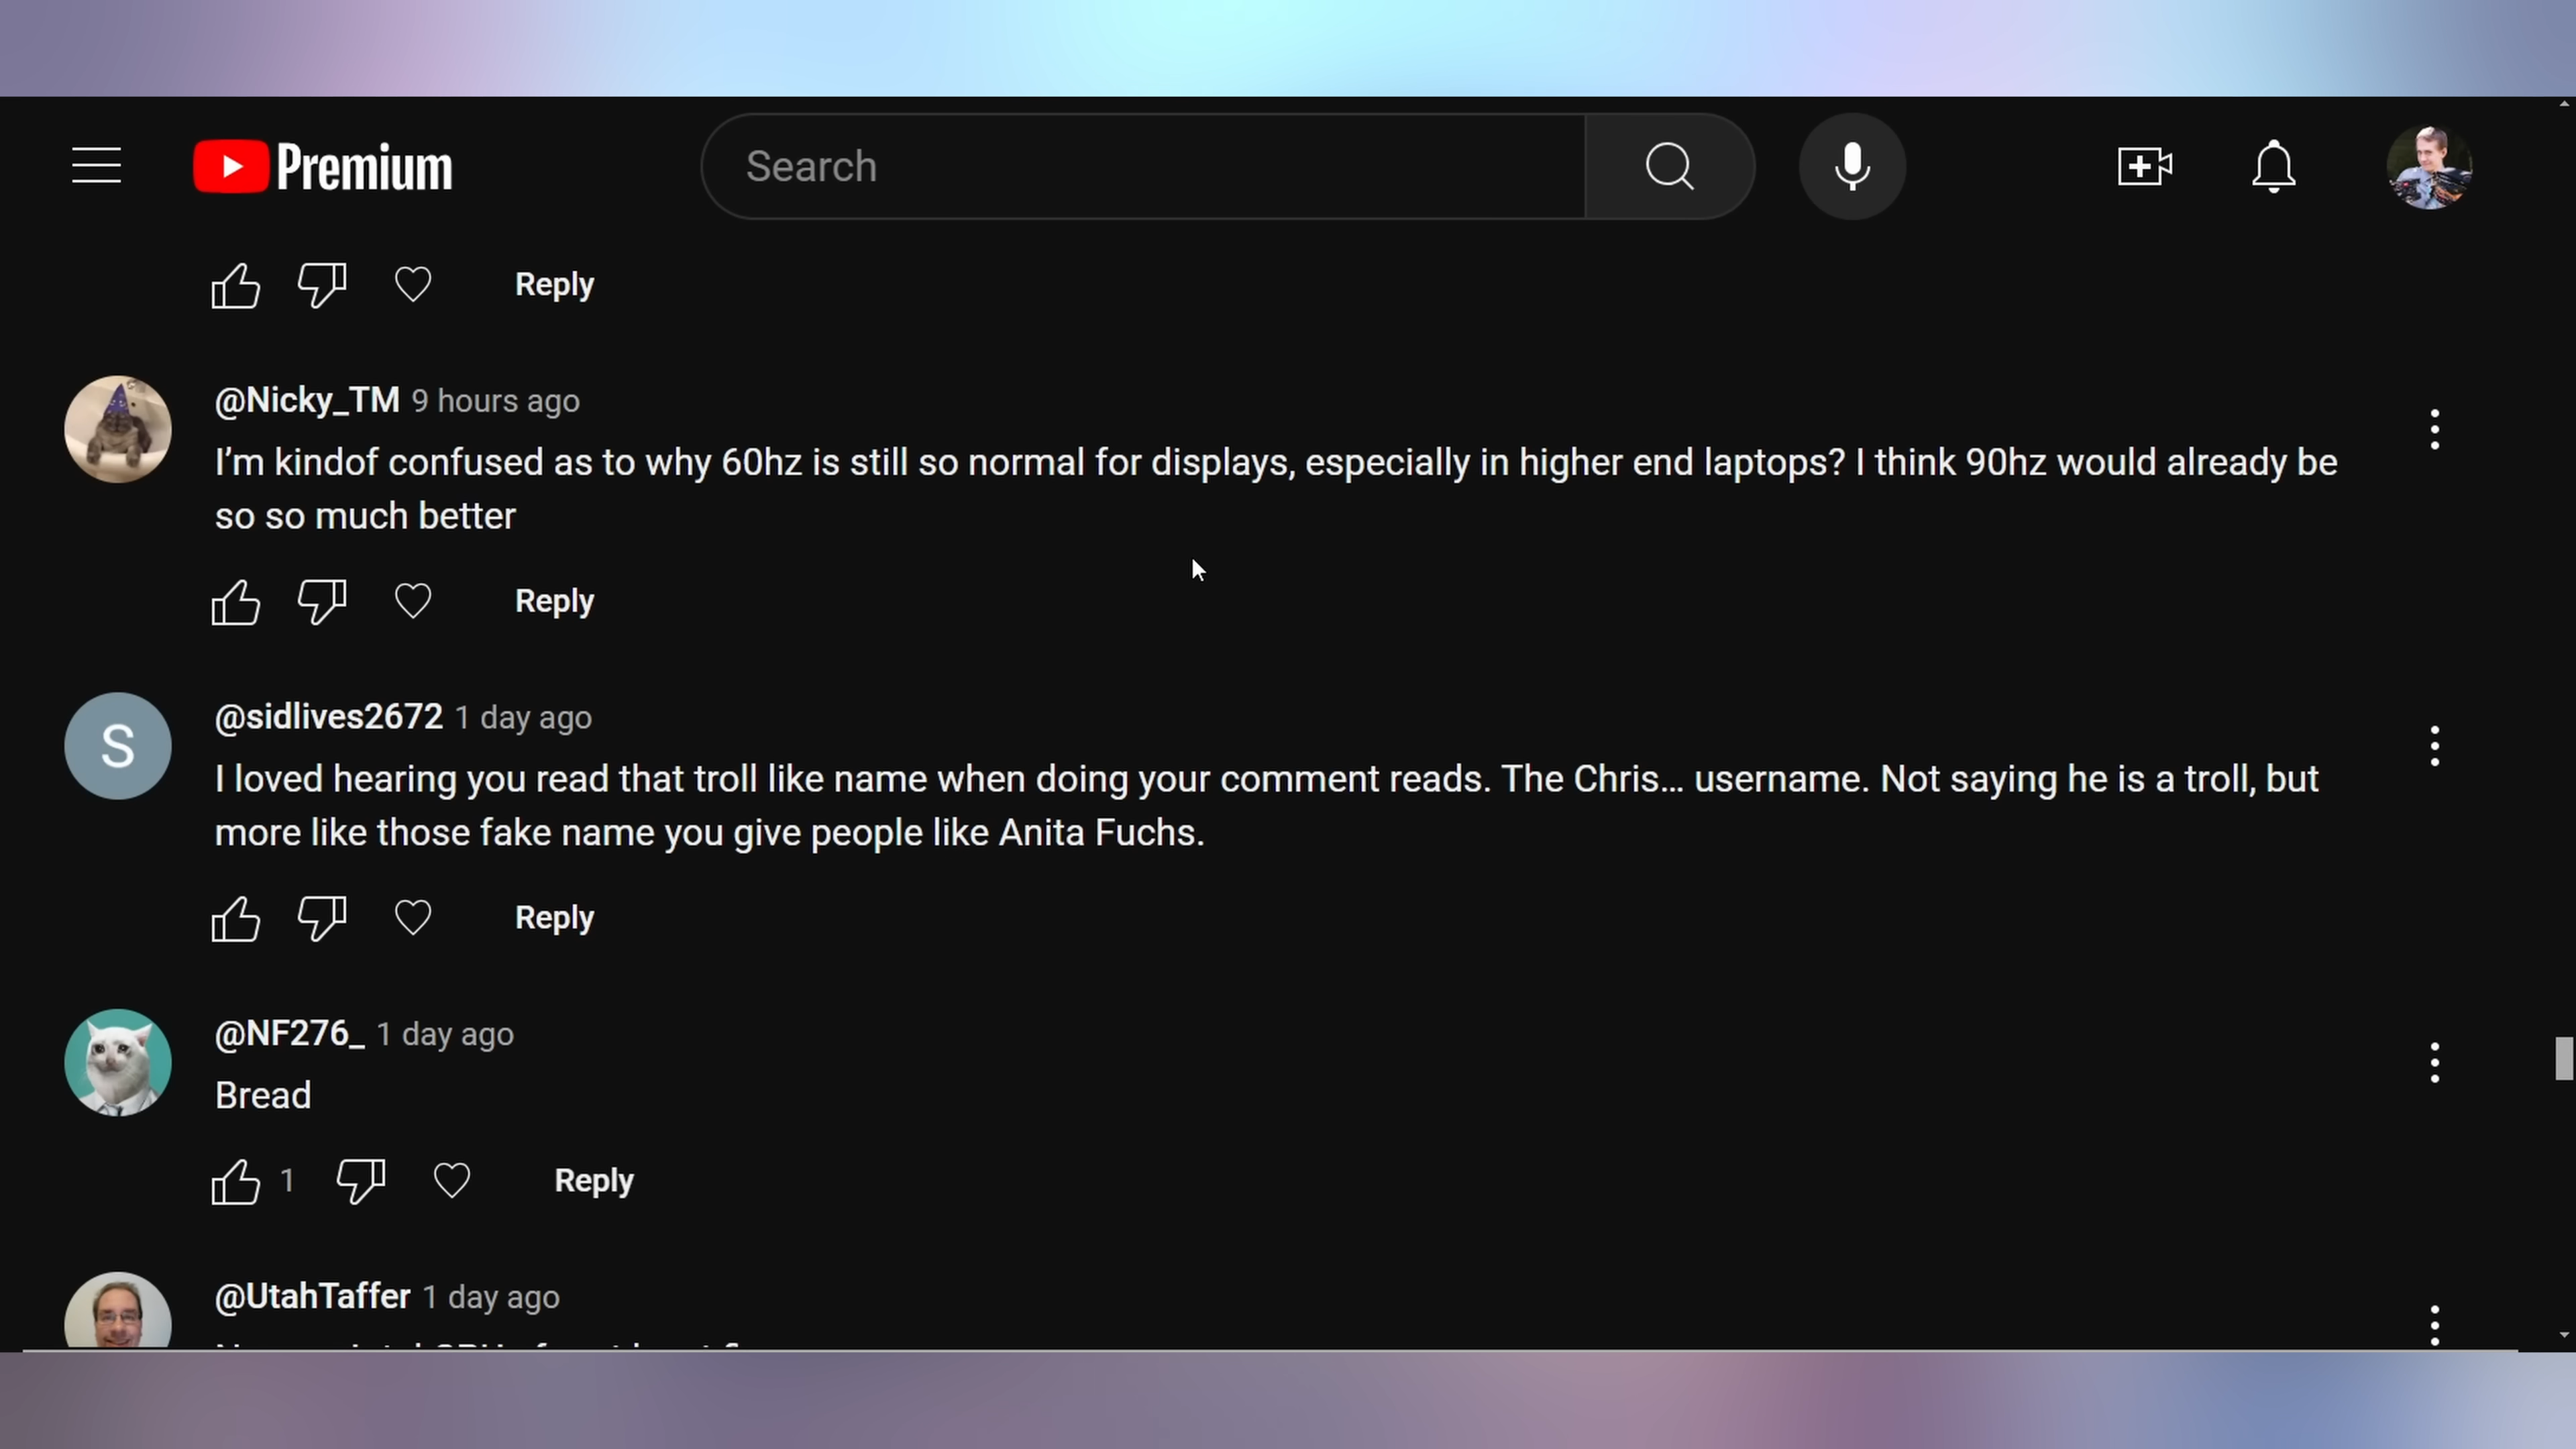 Premium
Search
Reply
@Nicky_TM 9 hours ago
I’m kindof confused as to why 60hz is still so normal for displays, especially in higher end laptops? I think 90hz would already be
so so much better
Reply
S
@sidlives2672 1 day ago
I loved hearing you read that troll like name when doing your comment reads. The Chris... username. Not saying he is a troll, but
more like those fake name you give people like Anita Fuchs.
Reply
@NF276_ 1 day ago
Bread
1 Reply
@UtahTaffer 1 day ago